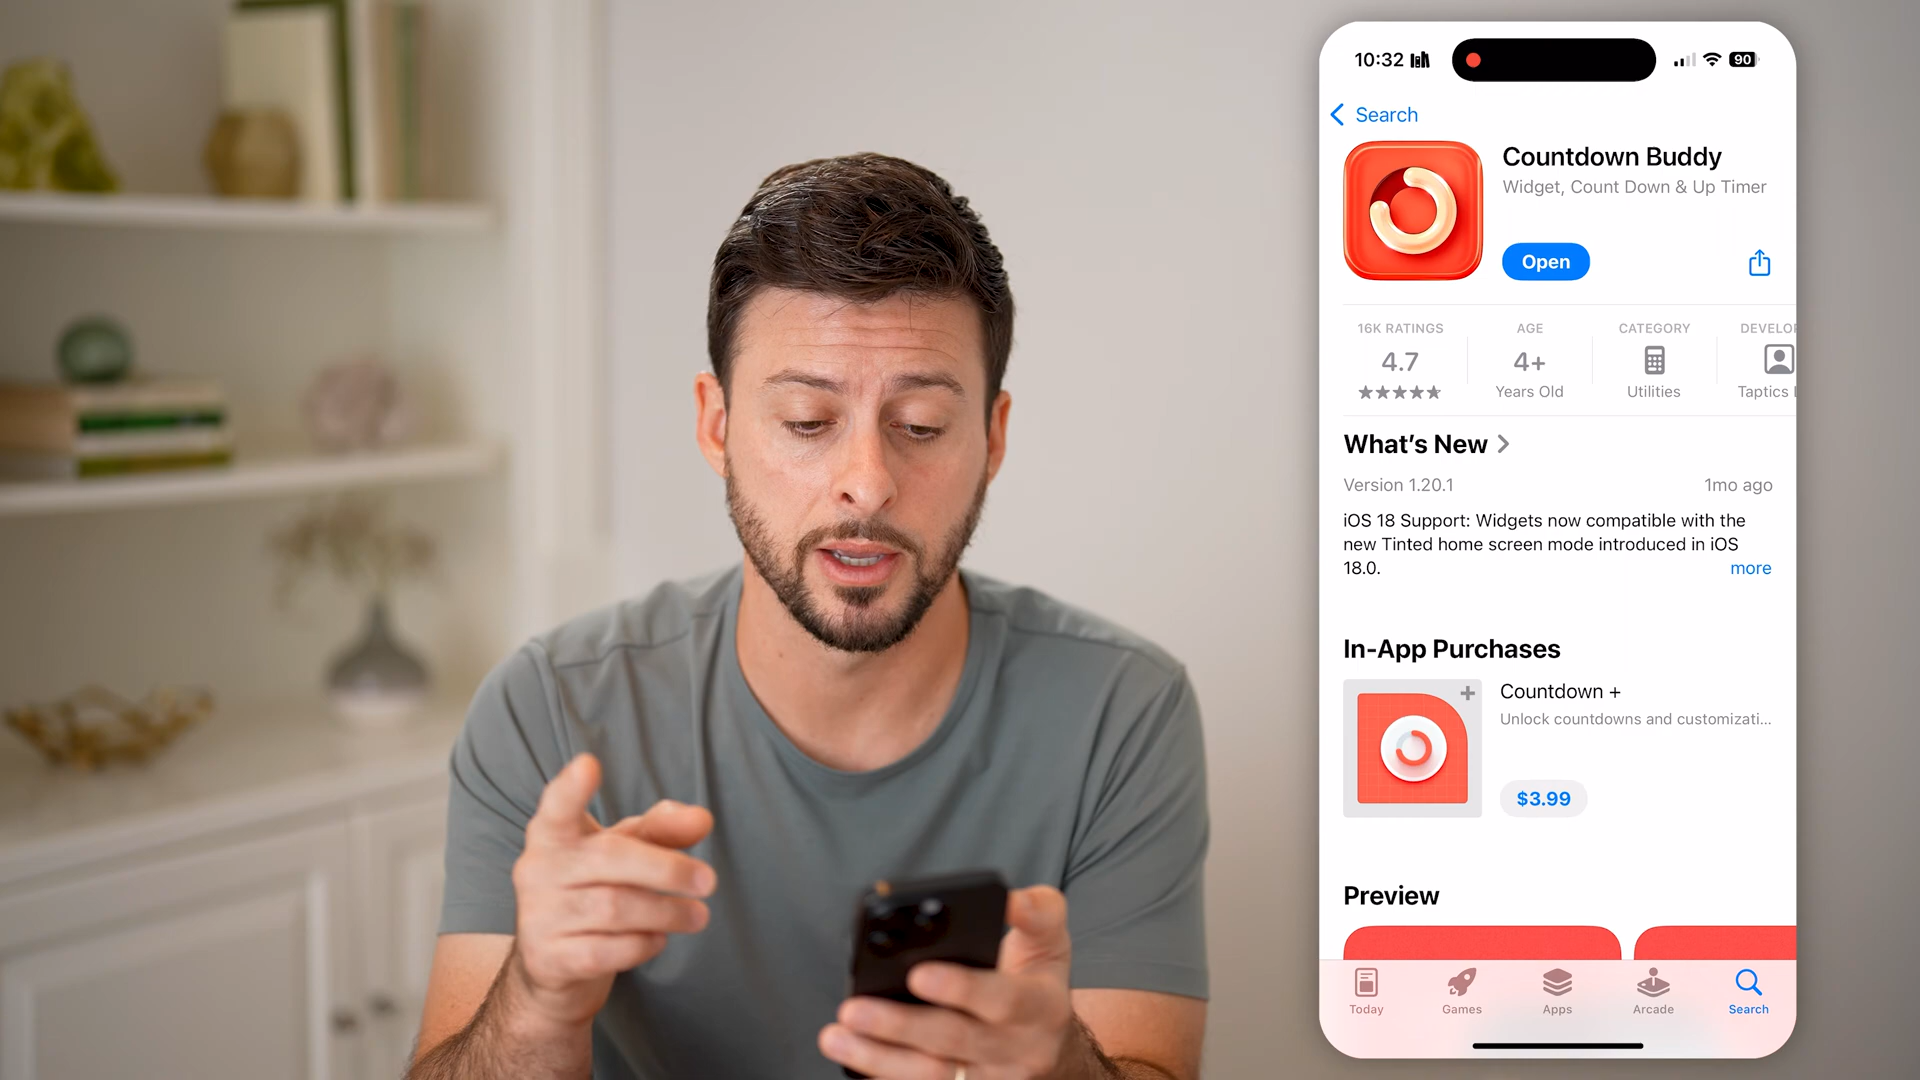 10:32
90
Search
Countdown Buddy
Widget, Count Down & Up Timer
Open
16K RATINGS
4.7
AGE
4+
Years Old
CATEGORY
Utilities
DEVELO
Taptics
What's New
Version 1.20.1
1mo ago
iOS 18 Support: Widgets now compatible with the
new Tinted home screen mode introduced in iOS
18.0.
more
In-App Purchases
Countdown +
Unlock countdowns and customizati...
$3.99
Preview
Today
Games
Apps
Arcade
Search